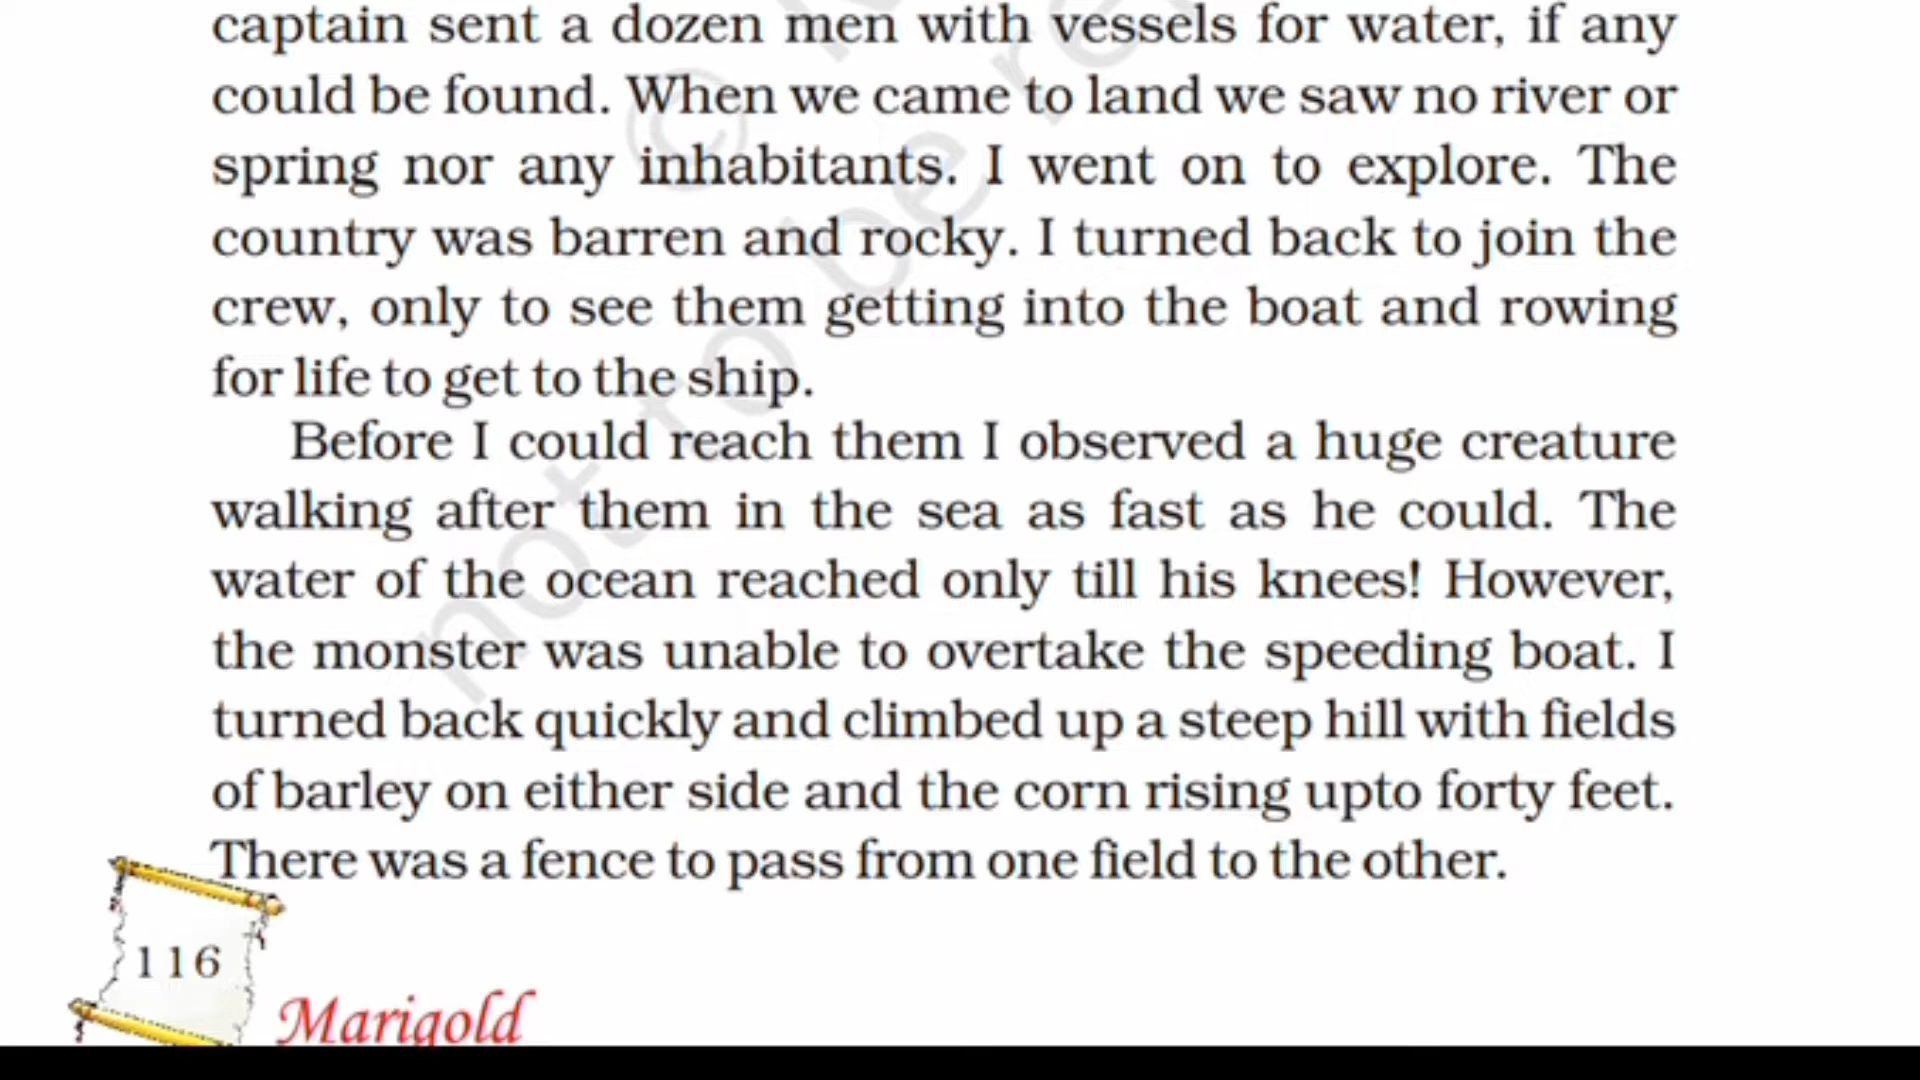 captain sent a dozen men with vessels for water, if any
could be found. When we came to land we saw no river or
spring nor any inhabitants. I went on to explore. The
country was barren and rocky. I turned back to join the
crew, only to see them getting into the boat and rowing
for life to get to the ship.
Before I could reach them I observed a huge creature
walking after them in the sea as fast as he could. The
water of the ocean reached only till his knees! However,
the monster was unable to overtake the speeding boat. I
turned back quickly and climbed up a steep hill with fields
of barley on either side and the corn rising upto forty feet.
There was a fence to pass from one field to the other.
116
Marigold
not to be re
©